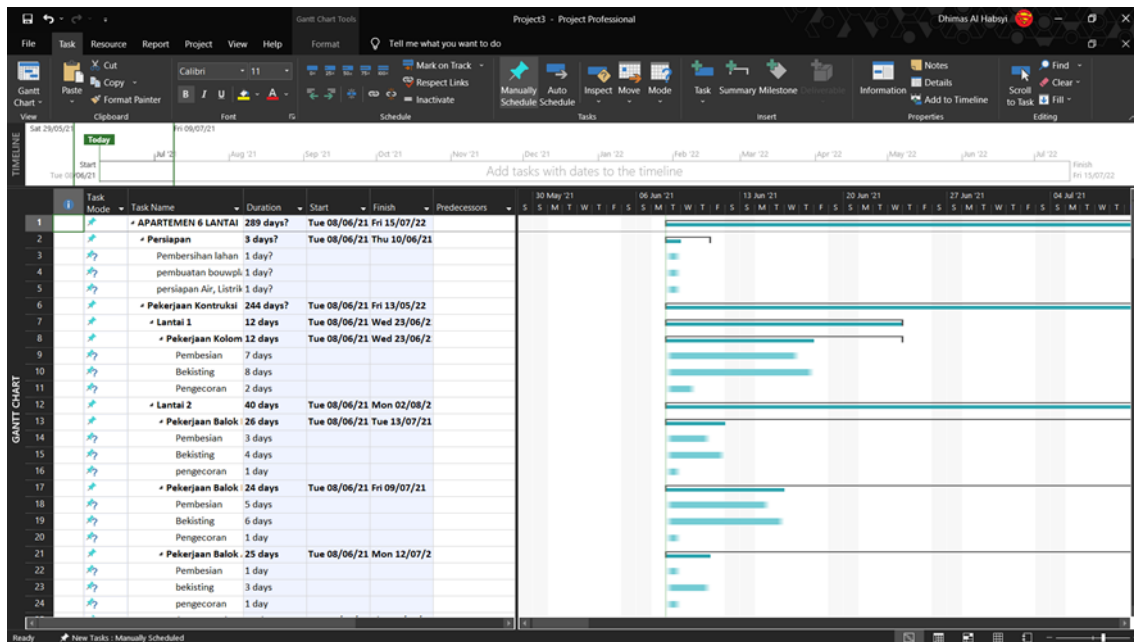 Gantt Chart Tools
Project3 - Project Professional
Dhimas Al Habsyi
File Task Resource Report Project View Help Format Tell me what you want to do
Gantt Chart
View
Paste
Cut
Copy
Format Painter
Clipboard
Calibri 11
B I U A
Font
Mark on Track
Respect Links
Inactivate
Schedule
Manually Schedule
Auto Schedule
Inspect
Move
Mode
Tasks
Task
Summary
Milestone
Deliverable
Insert
Information
Notes
Details
Add to Timeline
Properties
Scroll to Task
Find
Clear
Fill
Editing
TIMELINE
Sat 29/05/21 Fri 09/07/21
Today
Jul '21 Aug '21 Sep '21 Oct '21 Nov '21 Dec '21 Jan '22 Feb '22 Mar '22 Apr '22 May '22 Jun '22 Jul '22
Start
Tue 08/06/21
Add tasks with dates to the timeline
Finish
Fri 15/07/22
GANTT CHART
Task Mode Task Name Duration Start Finish Predecessors
30 May '21 06 Jun '21 13 Jun '21 20 Jun '21 27 Jun '21 04 Jul '21
S S M T W T F S S M T W T F S S M T W T F S S M T W T F S S M T W T F S S M T W T
1 APARTEMEN 6 LANTAI 289 days? Tue 08/06/21 Fri 15/07/22
2 Persiapan 3 days? Tue 08/06/21 Thu 10/06/21
3 Pembersihan lahan 1 day?
4 pembuatan bouwpl 1 day?
5 persiapan Air, Listrik 1 day?
6 Pekerjaan Kontruksi 244 days? Tue 08/06/21 Fri 13/05/22
7 Lantai 1 12 days Tue 08/06/21 Wed 23/06/2
8 Pekerjaan Kolom 12 days Tue 08/06/21 Wed 23/06/2
9 Pembesian 7 days
10 Bekisting 8 days
11 Pengecoran 2 days
12 Lantai 2 40 days Tue 08/06/21 Mon 02/08/2
13 Pekerjaan Balok 26 days Tue 08/06/21 Tue 13/07/21
14 Pembesian 3 days
15 Bekisting 4 days
16 pengecoran 1 day
17 Pekerjaan Balok 24 days Tue 08/06/21 Fri 09/07/21
18 Pembesian 5 days
19 Bekisting 6 days
20 Pengecoran 1 day
21 Pekerjaan Balok 25 days Tue 08/06/21 Mon 12/07/2
22 Pembesian 1 day
23 bekisting 3 days
24 pengecoran 1 day
Ready New Tasks : Manually Scheduled